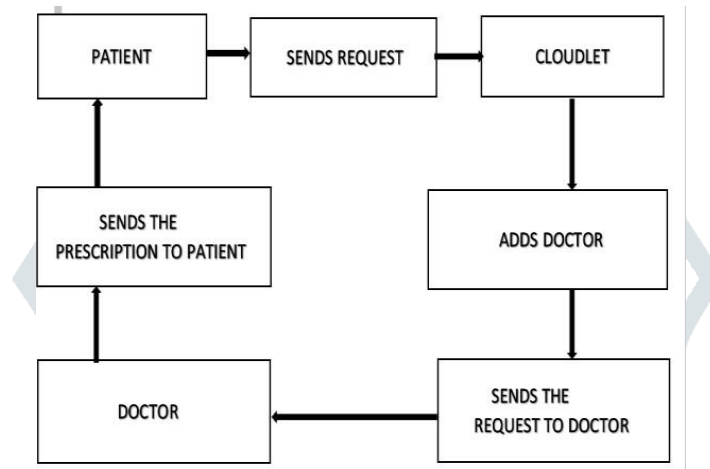 PATIENT
SENDS REQUEST
CLOUDLET
ADDS DOCTOR
SENDS THE
REQUEST TO DOCTOR
DOCTOR
SENDS THE
PRESCRIPTION TO PATIENT